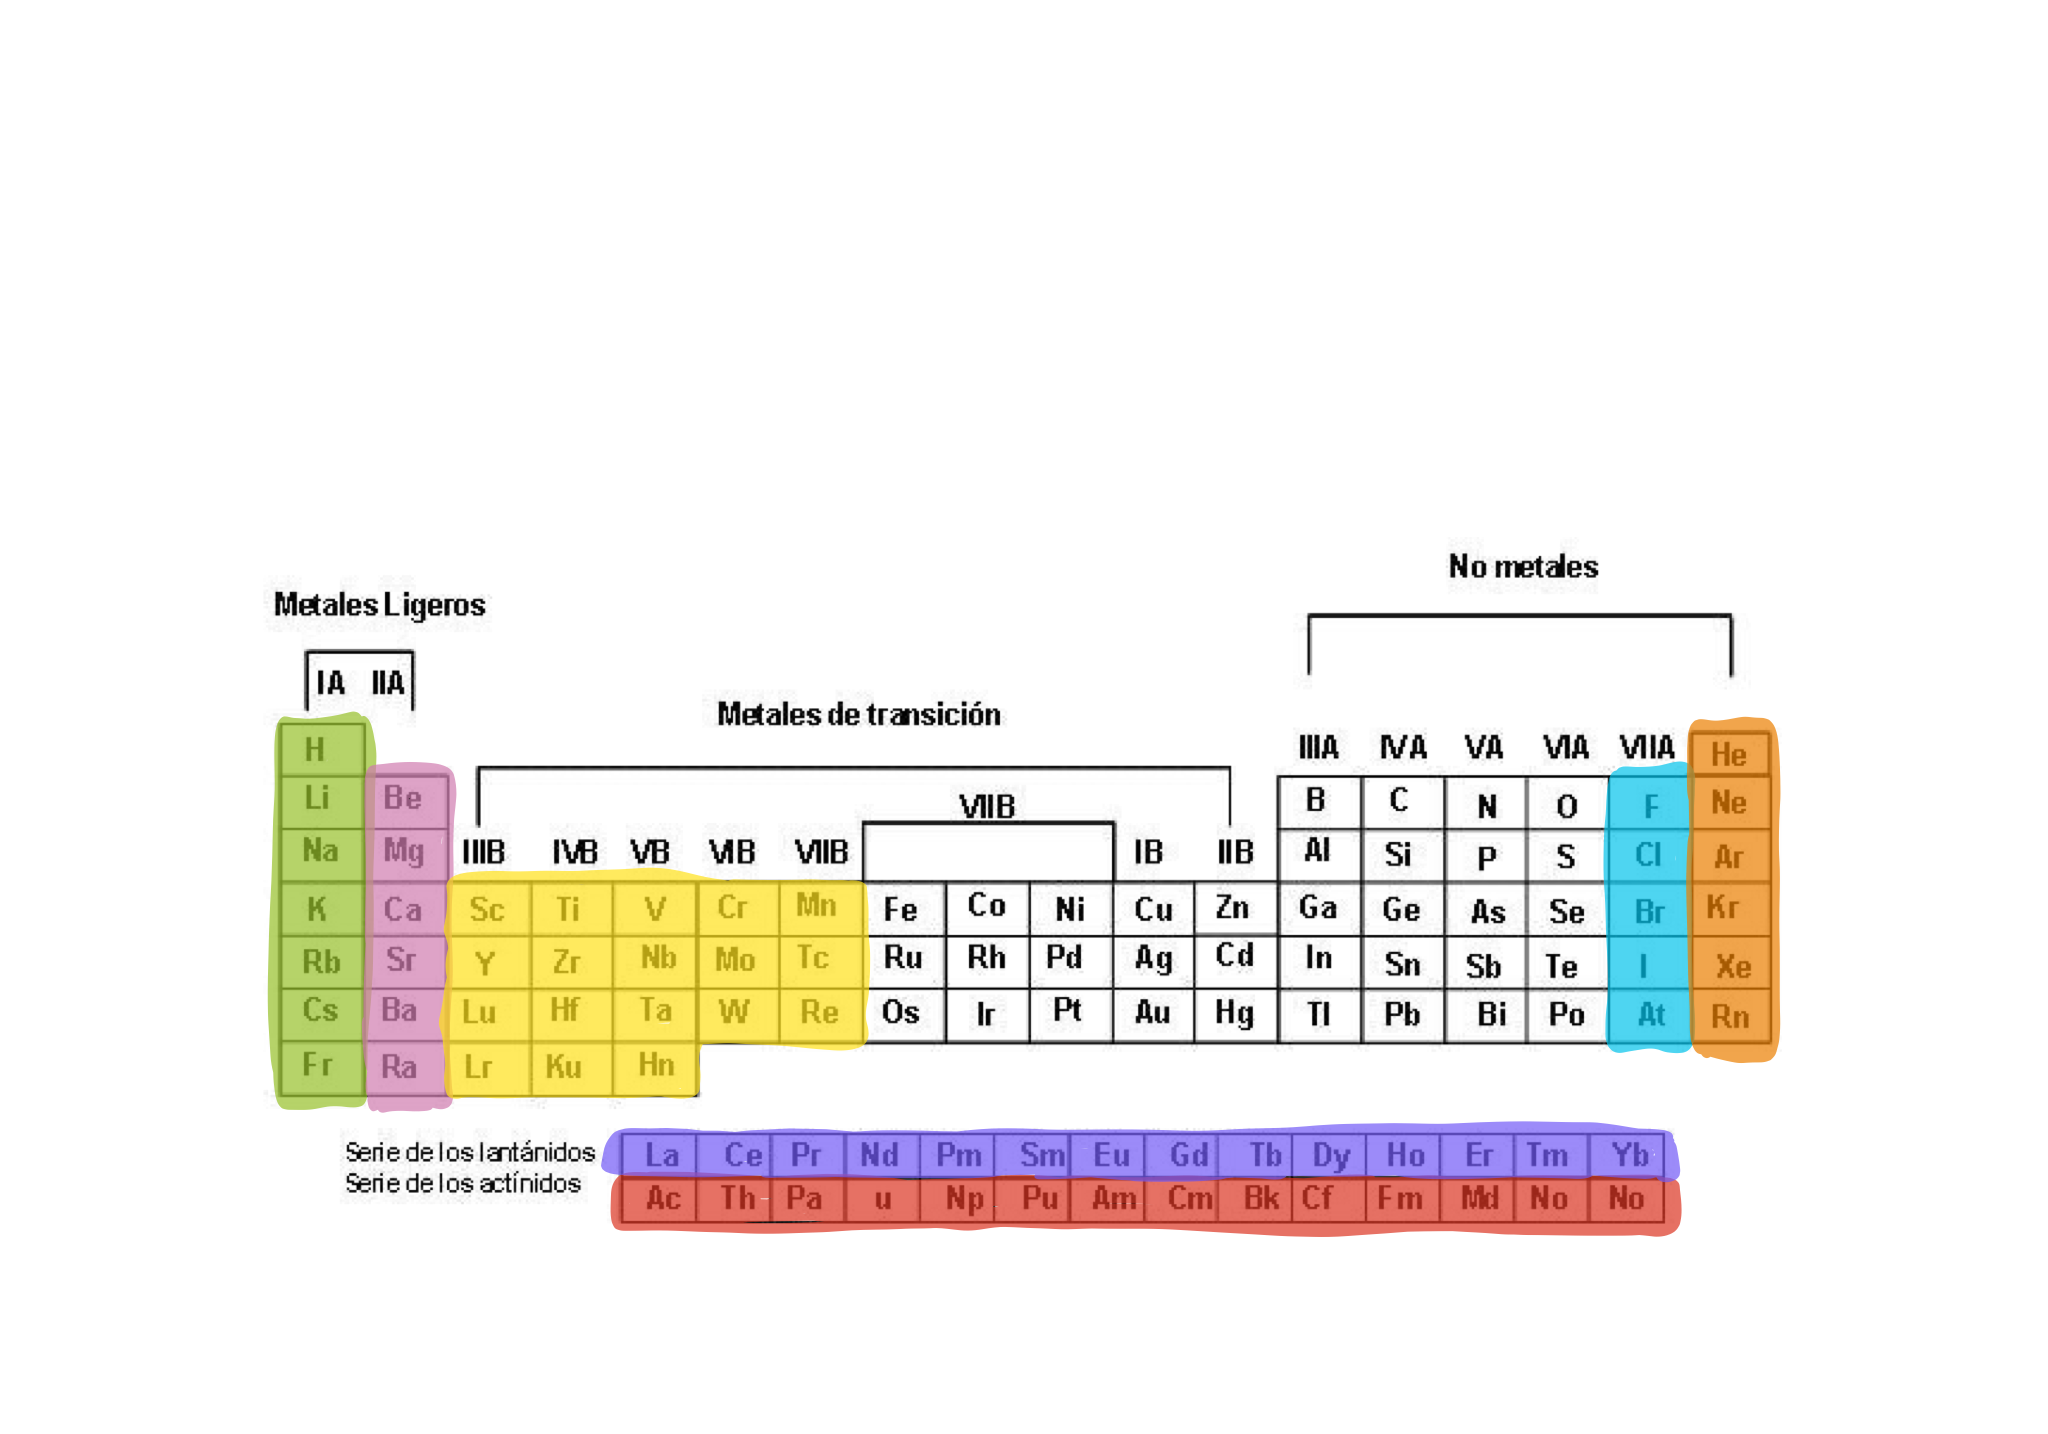 No metales
Metales Ligeros
IA IIA
Metales de transición
H IIIA IVA VA VIA VIIA He
Li Be VIIB B C N O F Ne
Na Mg IIIB IVB VB VIB VIIB IB IIB Al Si P S Cl Ar
K Ca Sc Ti V Cr Mn Fe Co Ni Cu Zn Ga Ge As Se Br Kr
Rb Sr Y Zr Nb Mo Tc Ru Rh Pd Ag Cd In Sn Sb Te I Xe
Cs Ba Lu Hf Ta W Re Os Ir Pt Au Hg Tl Pb Bi Po At Rn
Fr Ra Lr Ku Hn
Serie de los lantánidos La Ce Pr Nd Pm Sm Eu Gd Tb Dy Ho Er Tm Yb
Serie de los actínidos Ac Th Pa u Np Pu Am Cm Bk Cf Fm Md No No